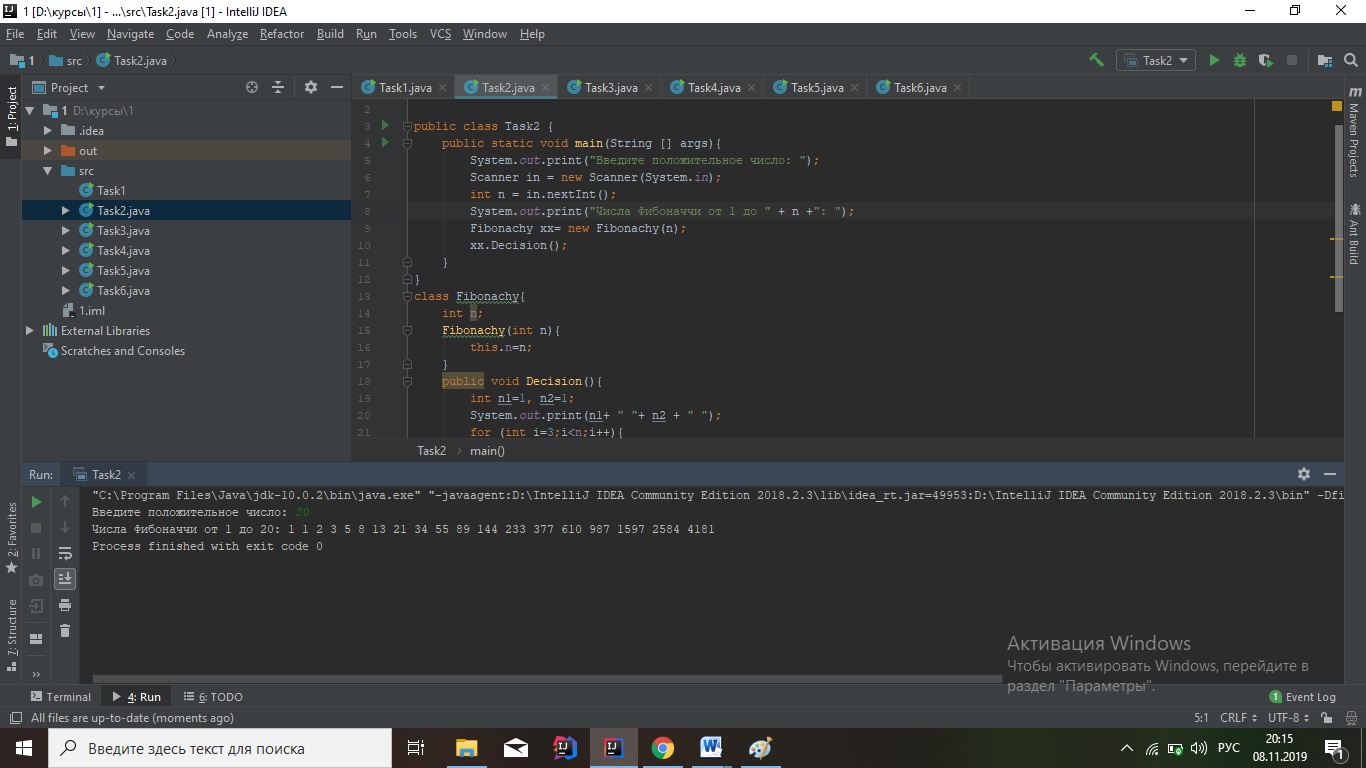 1 [D:\курсы\1] - ...\src\Task2.java [1] - IntelliJ IDEA
File Edit View Navigate Code Analyze Refactor Build Run Tools VCS Window Help
1 src Task2.java Task2
1: Project
Project
Task1.java Task2.java Task3.java Task4.java Task5.java Task6.java
1 D:\курсы\1
.idea
out
src
Task1
Task2.java
Task3.java
Task4.java
Task5.java
Task6.java
1.iml
External Libraries
Scratches and Consoles
2
3 public class Task2 {
4 public static void main(String [] args){
5 System.out.print("Введите положительное число: ");
6 Scanner in = new Scanner(System.in);
7 int n = in.nextInt();
8 System.out.print("Числа Фибоначчи от 1 до " + n +": ");
9 Fibonachy xx= new Fibonachy(n);
10 xx.Decision();
11 }
12 }
13 class Fibonachy{
14 int n;
15 Fibonachy(int n){
16 this.n=n;
17 }
18 public void Decision(){
19 int n1=1, n2=1;
20 System.out.print(n1+ " "+ n2 + " ");
21 for (int i=3;i<n;i++){
Task2 main()
Maven Projects
Ant Build
Run: Task2
"C:\Program Files\Java\jdk-10.0.2\bin\java.exe" "-javaagent:D:\IntelliJ IDEA Community Edition 2018.2.3\lib\idea_rt.jar=49953:D:\IntelliJ IDEA Community Edition 2018.2.3\bin" -Dfi
Введите положительное число: 20
Числа Фибоначчи от 1 до 20: 1 1 2 3 5 8 13 21 34 55 89 144 233 377 610 987 1597 2584 4181
Process finished with exit code 0
2: Favorites
7: Structure
Активация Windows
Чтобы активировать Windows, перейдите в
раздел "Параметры".
Terminal 4: Run 6: TODO 1 Event Log
All files are up-to-date (moments ago) 5:1 CRLF UTF-8
Введите здесь текст для поиска
РУС
20:15
08.11.2019
1